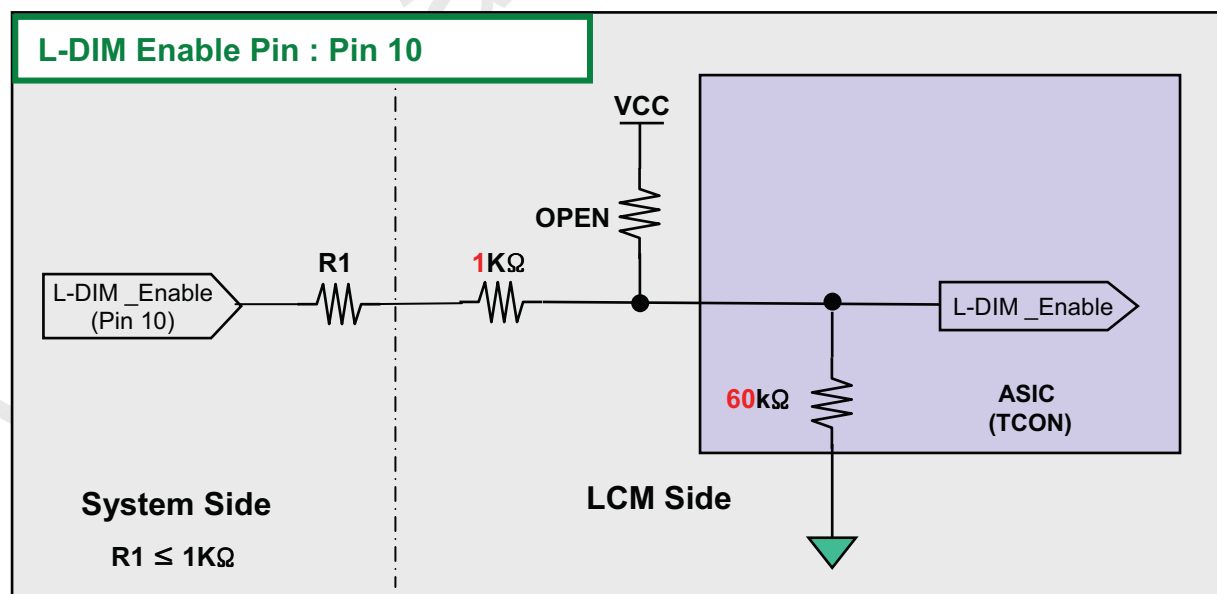 L-DIM Enable Pin : Pin 10
VCC
OPEN
R1
1KΩ
L-DIM _Enable
(Pin 10)
L-DIM _Enable
60kΩ
ASIC
(TCON)
System Side
LCM Side
R1 ≤ 1KΩ